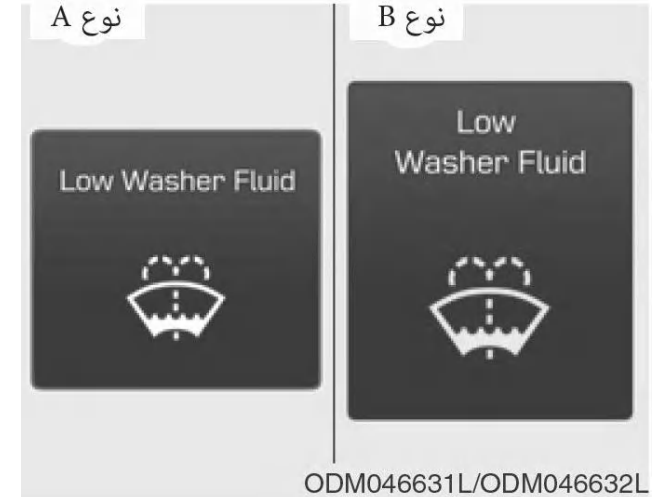 نوع A
Low Washer Fluid
نوع B
Low
Washer Fluid
ODM046631L/ODM046632L